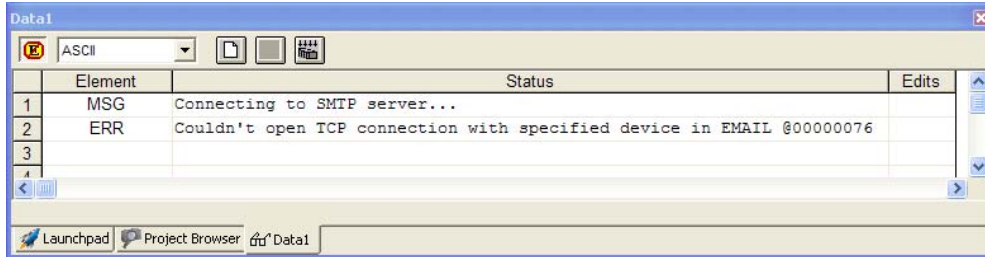 Data1
ASCII
Element Status Edits
1 MSG Connecting to SMTP server...
2 ERR Couldn't open TCP connection with specified device in EMAIL @00000076
3
4
Launchpad Project Browser Data1